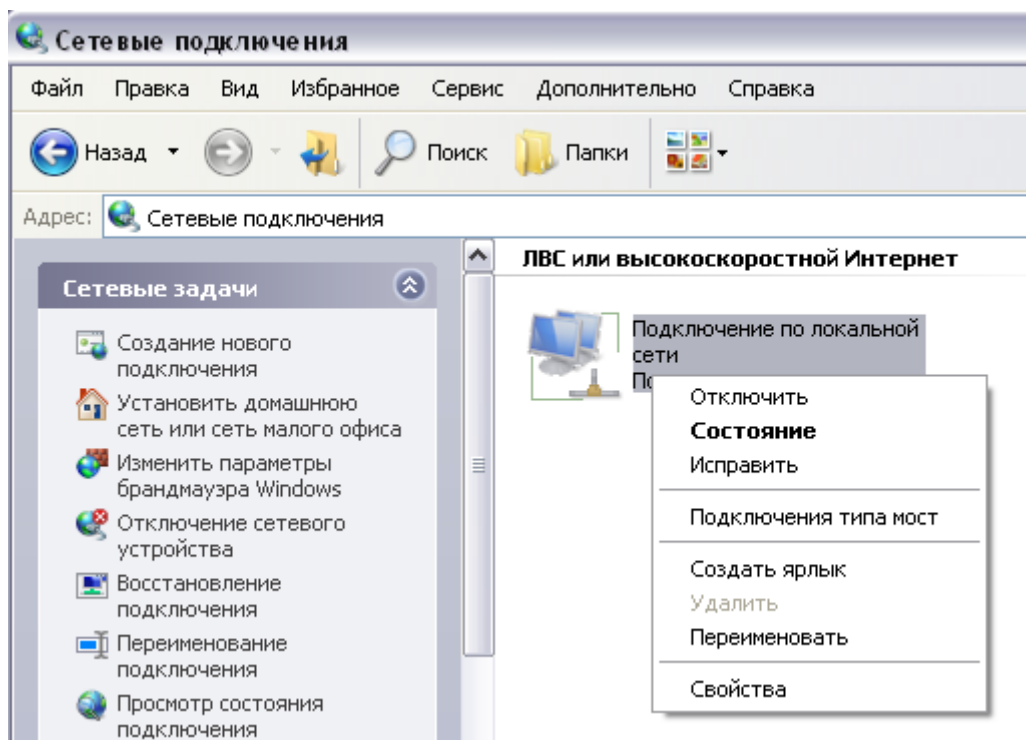 Сетевые подключения
Файл Правка Вид Избранное Сервис Дополнительно Справка
Назад Поиск Папки
Адрес: Сетевые подключения
Сетевые задачи
Создание нового
подключения
Установить домашнюю
сеть или сеть малого офиса
Изменить параметры
брандмауэра Windows
Отключение сетевого
устройства
Восстановление
подключения
Переименование
подключения
Просмотр состояния
подключения
ЛВС или высокоскоростной Интернет
Подключение по локальной
сети
Отключить
Состояние
Исправить
Подключения типа мост
Создать ярлык
Удалить
Переименовать
Свойства